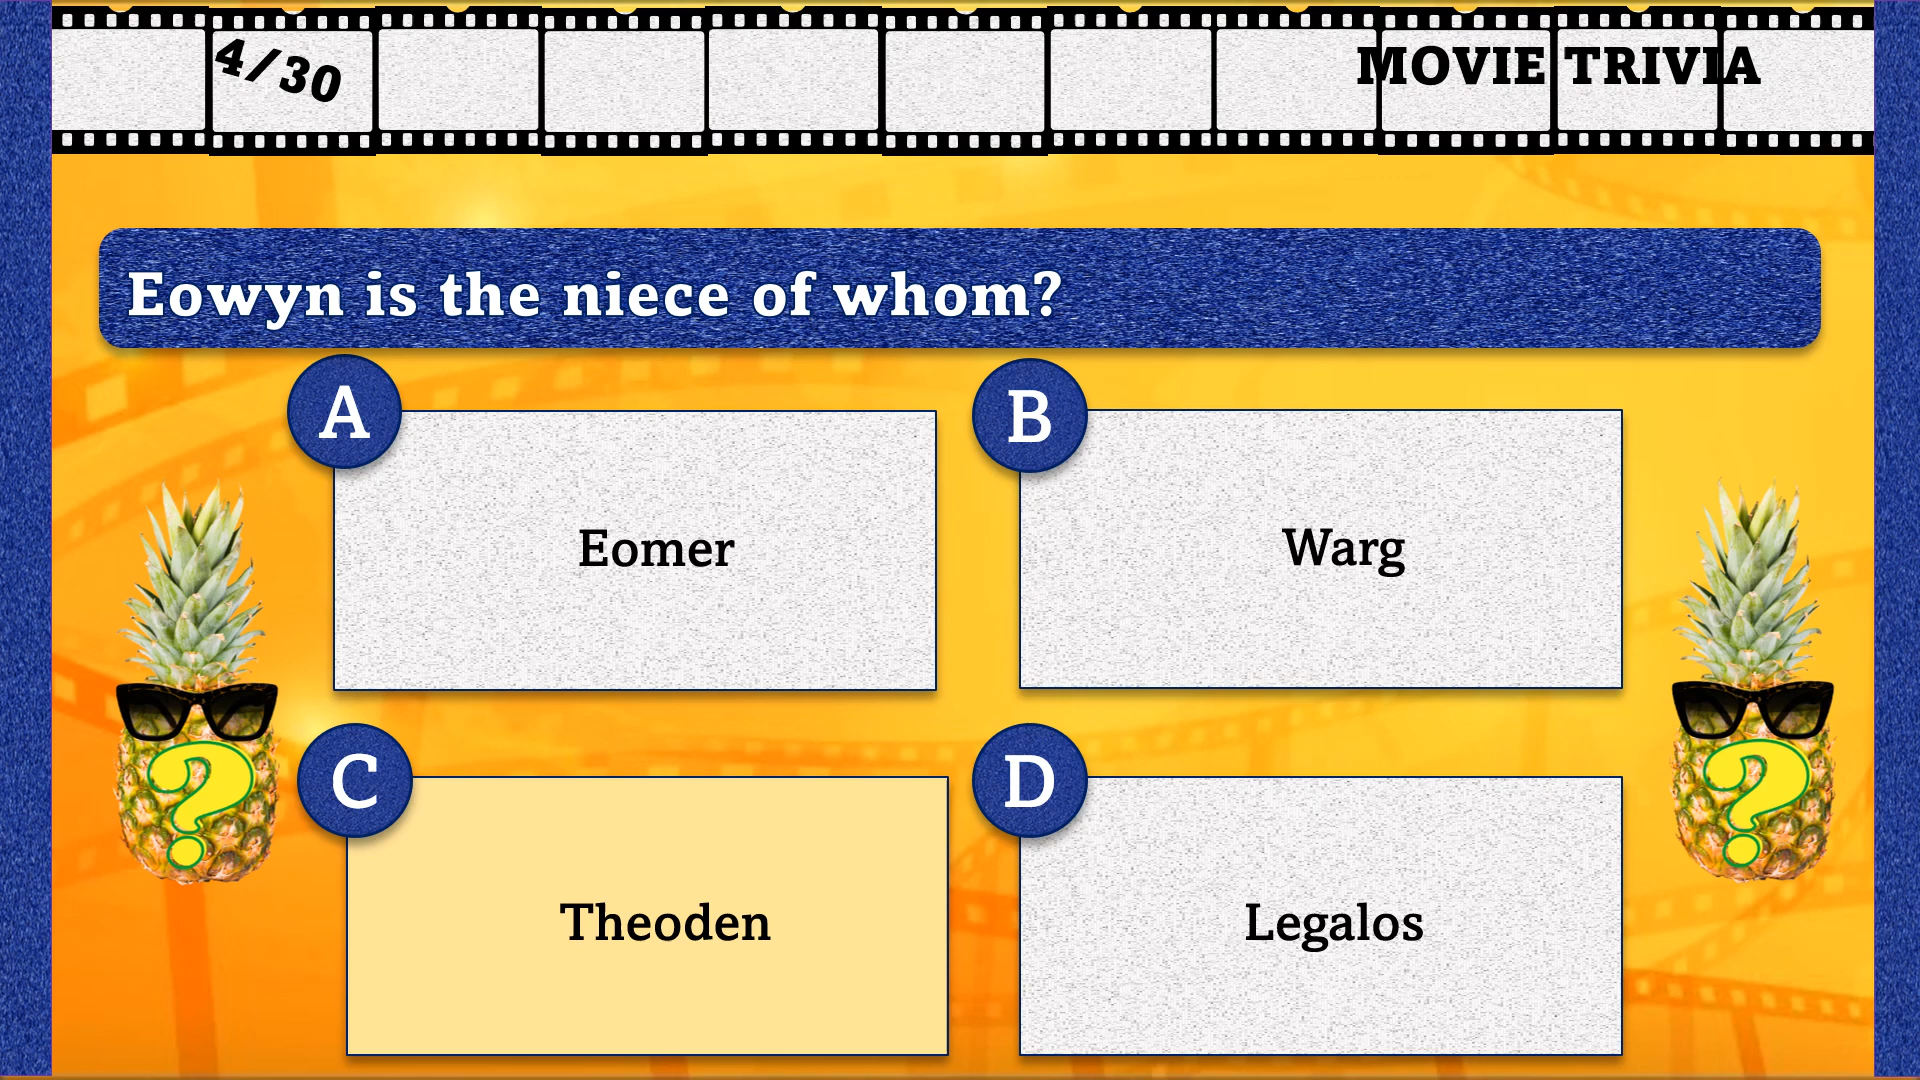 4/30
MOVIE TRIVIA
Eowyn is the niece of whom?
A
Eomer
B
Warg
C
Theoden
D
Legalos
?
?